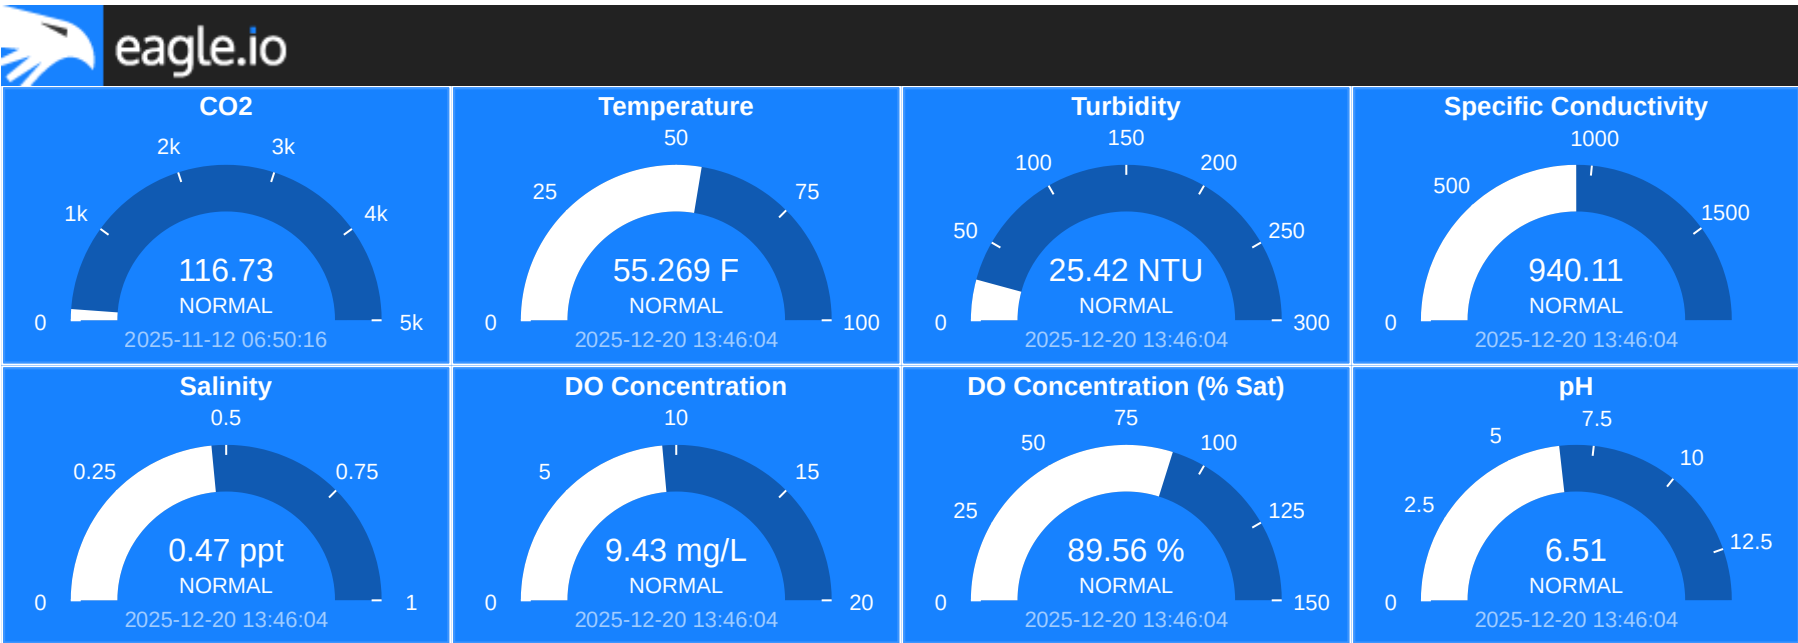 eagle.io
CO2
0
1k
2k
3k
4k
5k
116.73
NORMAL
2025-11-12 06:50:16
Temperature
0
25
50
75
100
55.269 F
NORMAL
2025-12-20 13:46:04
Turbidity
0
50
100
150
200
250
300
25.42 NTU
NORMAL
2025-12-20 13:46:04
Specific Conductivity
0
500
1000
1500
940.11
NORMAL
2025-12-20 13:46:04
Salinity
0
0.25
0.5
0.75
1
0.47 ppt
NORMAL
2025-12-20 13:46:04
DO Concentration
0
5
10
15
20
9.43 mg/L
NORMAL
2025-12-20 13:46:04
DO Concentration (% Sat)
0
25
50
75
100
125
150
89.56 %
NORMAL
2025-12-20 13:46:04
pH
0
2.5
5
7.5
10
12.5
6.51
NORMAL
2025-12-20 13:46:04